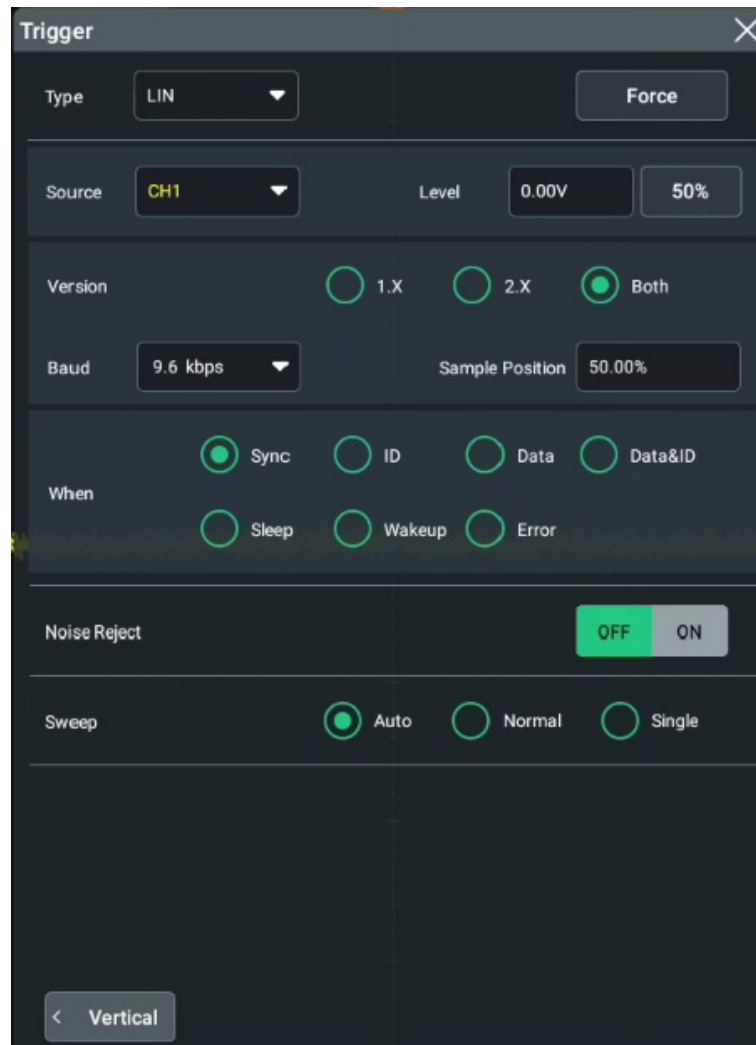 Trigger
Type LIN Force
Source CH1 Level 0.00V 50%
Version 1.X 2.X Both
Baud 9.6 kbps Sample Position 50.00%
Sync ID Data Data&ID
When
Sleep Wakeup Error
Noise Reject OFF ON
Sweep Auto Normal Single
< Vertical